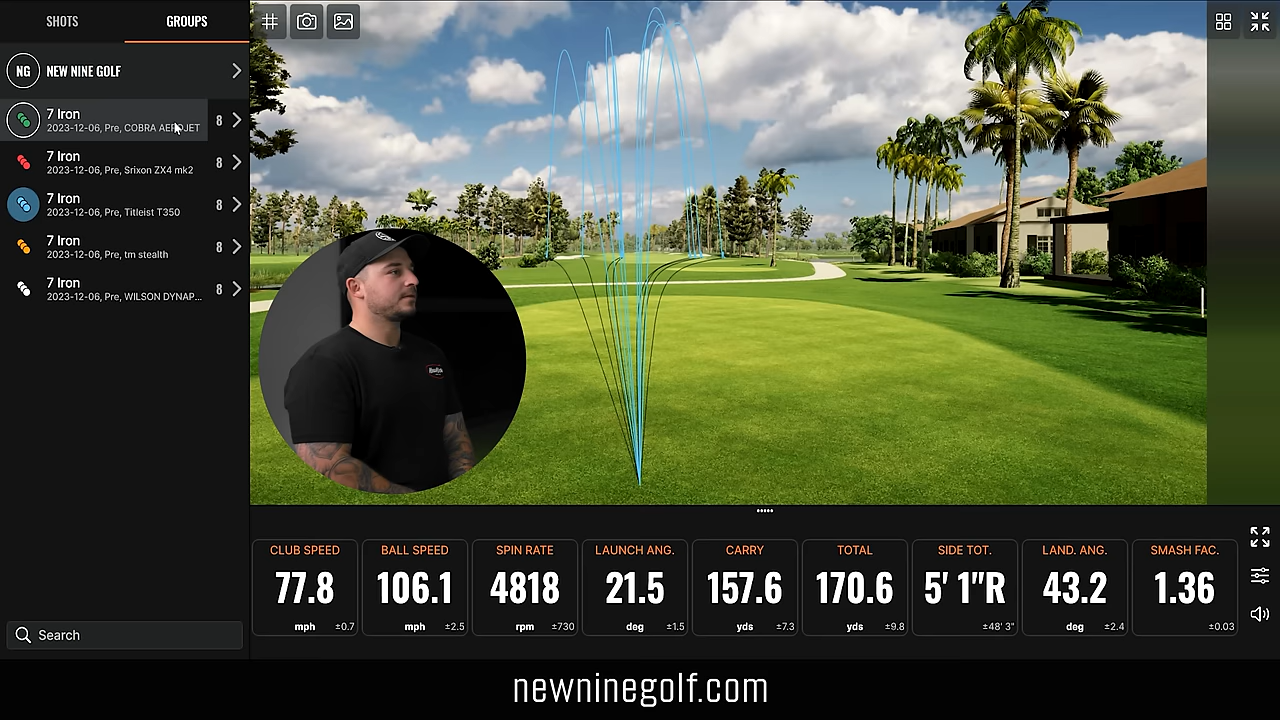 SHOTS
GROUPS
NG
NEW NINE GOLF
7 Iron
2023-12-06, Pre, COBRA AEROJET
8
7 Iron
2023-12-06, Pre, Srixon ZX4 mk2
8
7 Iron
2023-12-06, Pre, Titleist T350
8
7 Iron
2023-12-06, Pre, tm stealth
8
7 Iron
2023-12-06, Pre, WILSON DYNAP...
8
Search
CLUB SPEED
77.8
mph ±0.7
BALL SPEED
106.1
mph ±2.5
SPIN RATE
4818
rpm ±730
LAUNCH ANG.
21.5
deg ±1.5
CARRY
157.6
yds ±7.3
TOTAL
170.6
yds ±9.8
SIDE TOT.
5' 1"R
±48' 3"
LAND. ANG.
43.2
deg ±2.4
SMASH FAC.
1.36
±0.03
newninegolf.com